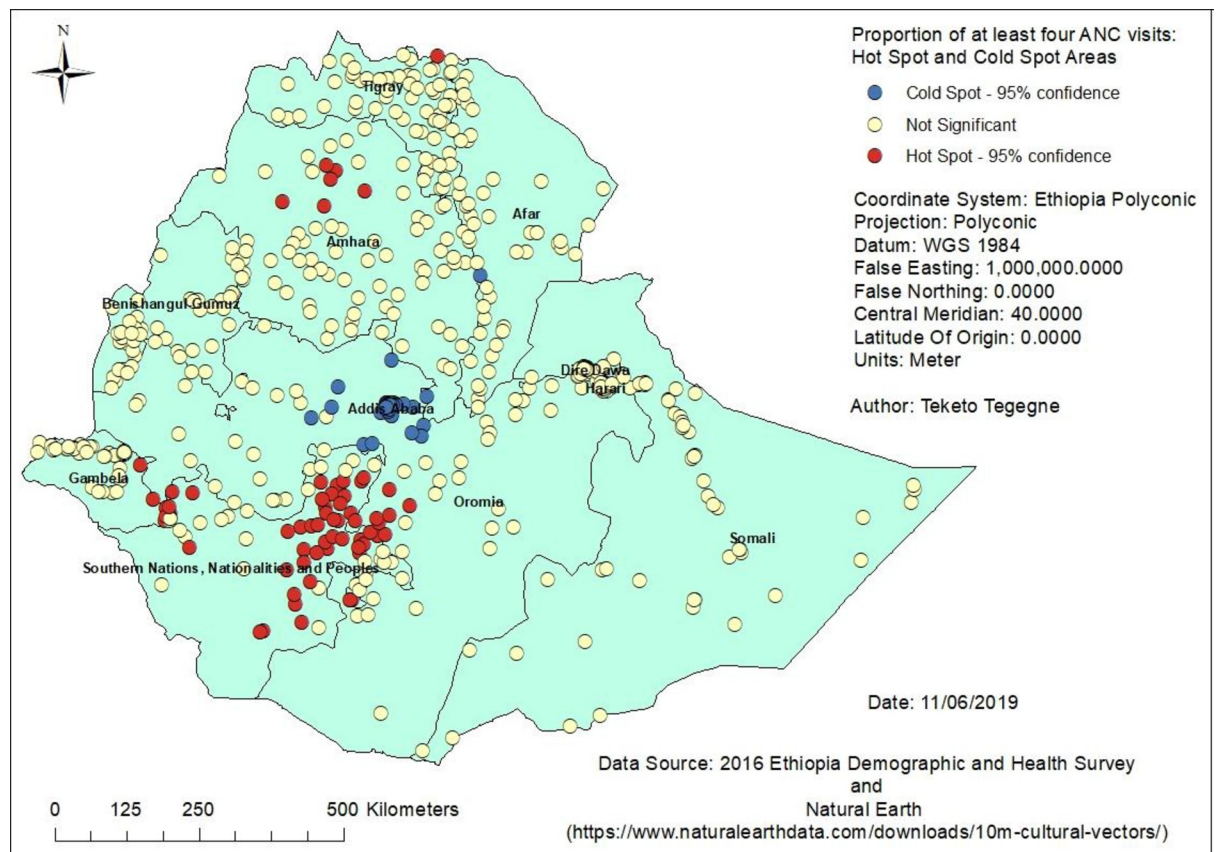 N
Proportion of at least four ANC visits:
Hot Spot and Cold Spot Areas
Cold Spot - 95% confidence
Not Significant
Hot Spot - 95% confidence
Coordinate System: Ethiopia Polyconic
Projection: Polyconic
Datum: WGS 1984
False Easting: 1,000,000.0000
False Northing: 0.0000
Central Meridian: 40.0000
Latitude Of Origin: 0.0000
Units: Meter
Author: Teketo Tegegne
Tigray
Afar
Amhara
Benishangul Gumuz
Dire Dawa
Harari
Addis Ababa
Gambela
Oromia
Somali
Southern Nations, Nationalities and Peoples
Date: 11/06/2019
Data Source: 2016 Ethiopia Demographic and Health Survey
and
Natural Earth
(https://www.naturalearthdata.com/downloads/10m-cultural-vectors/)
0 125 250 500 Kilometers